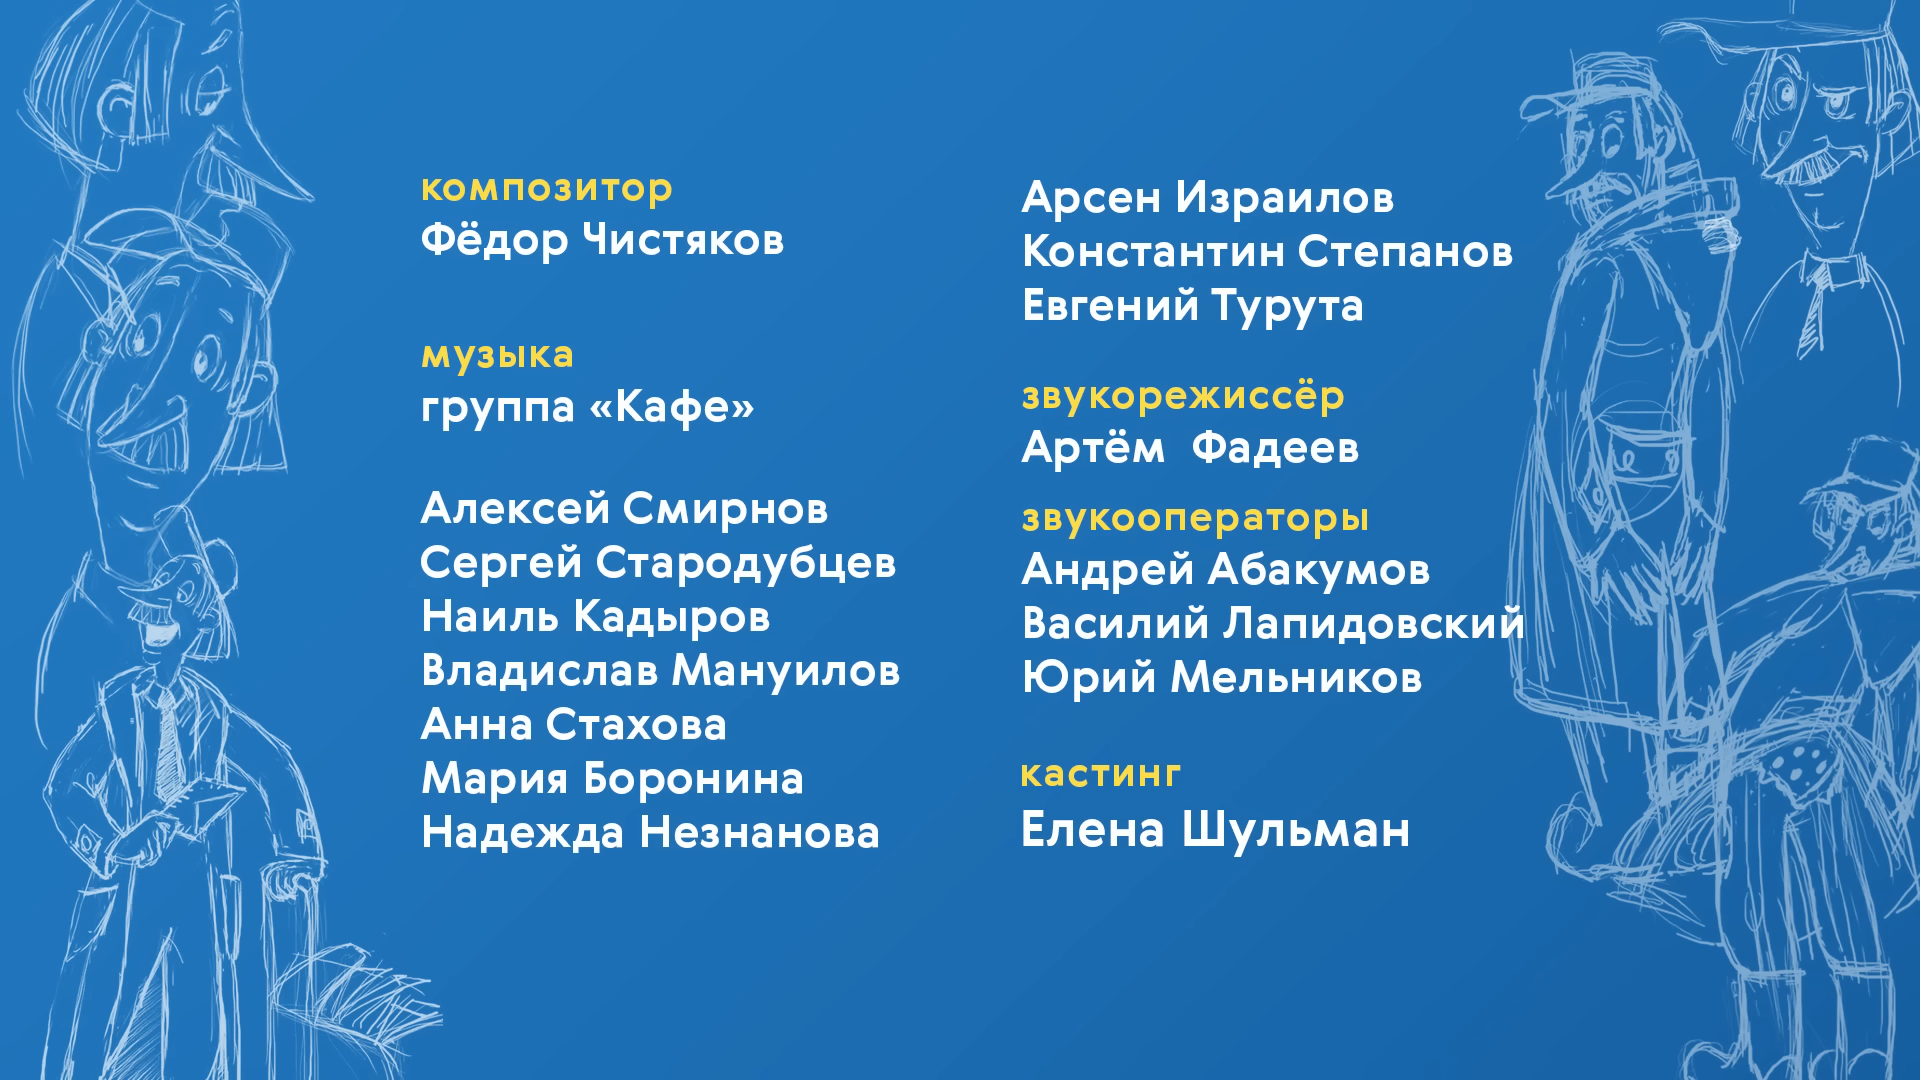 композитор
Фёдор Чистяков
музыка
группа «Кафе»
Алексей Смирнов
Сергей Стародубцев
Наиль Кадыров
Владислав Мануилов
Анна Стахова
Мария Боронина
Надежда Незнанова
Арсен Израилов
Константин Степанов
Евгений Турута
звукорежиссёр
Артём Фадеев
звукооператоры
Андрей Абакумов
Василий Лапидовский
Юрий Мельников
кастинг
Елена Шульман